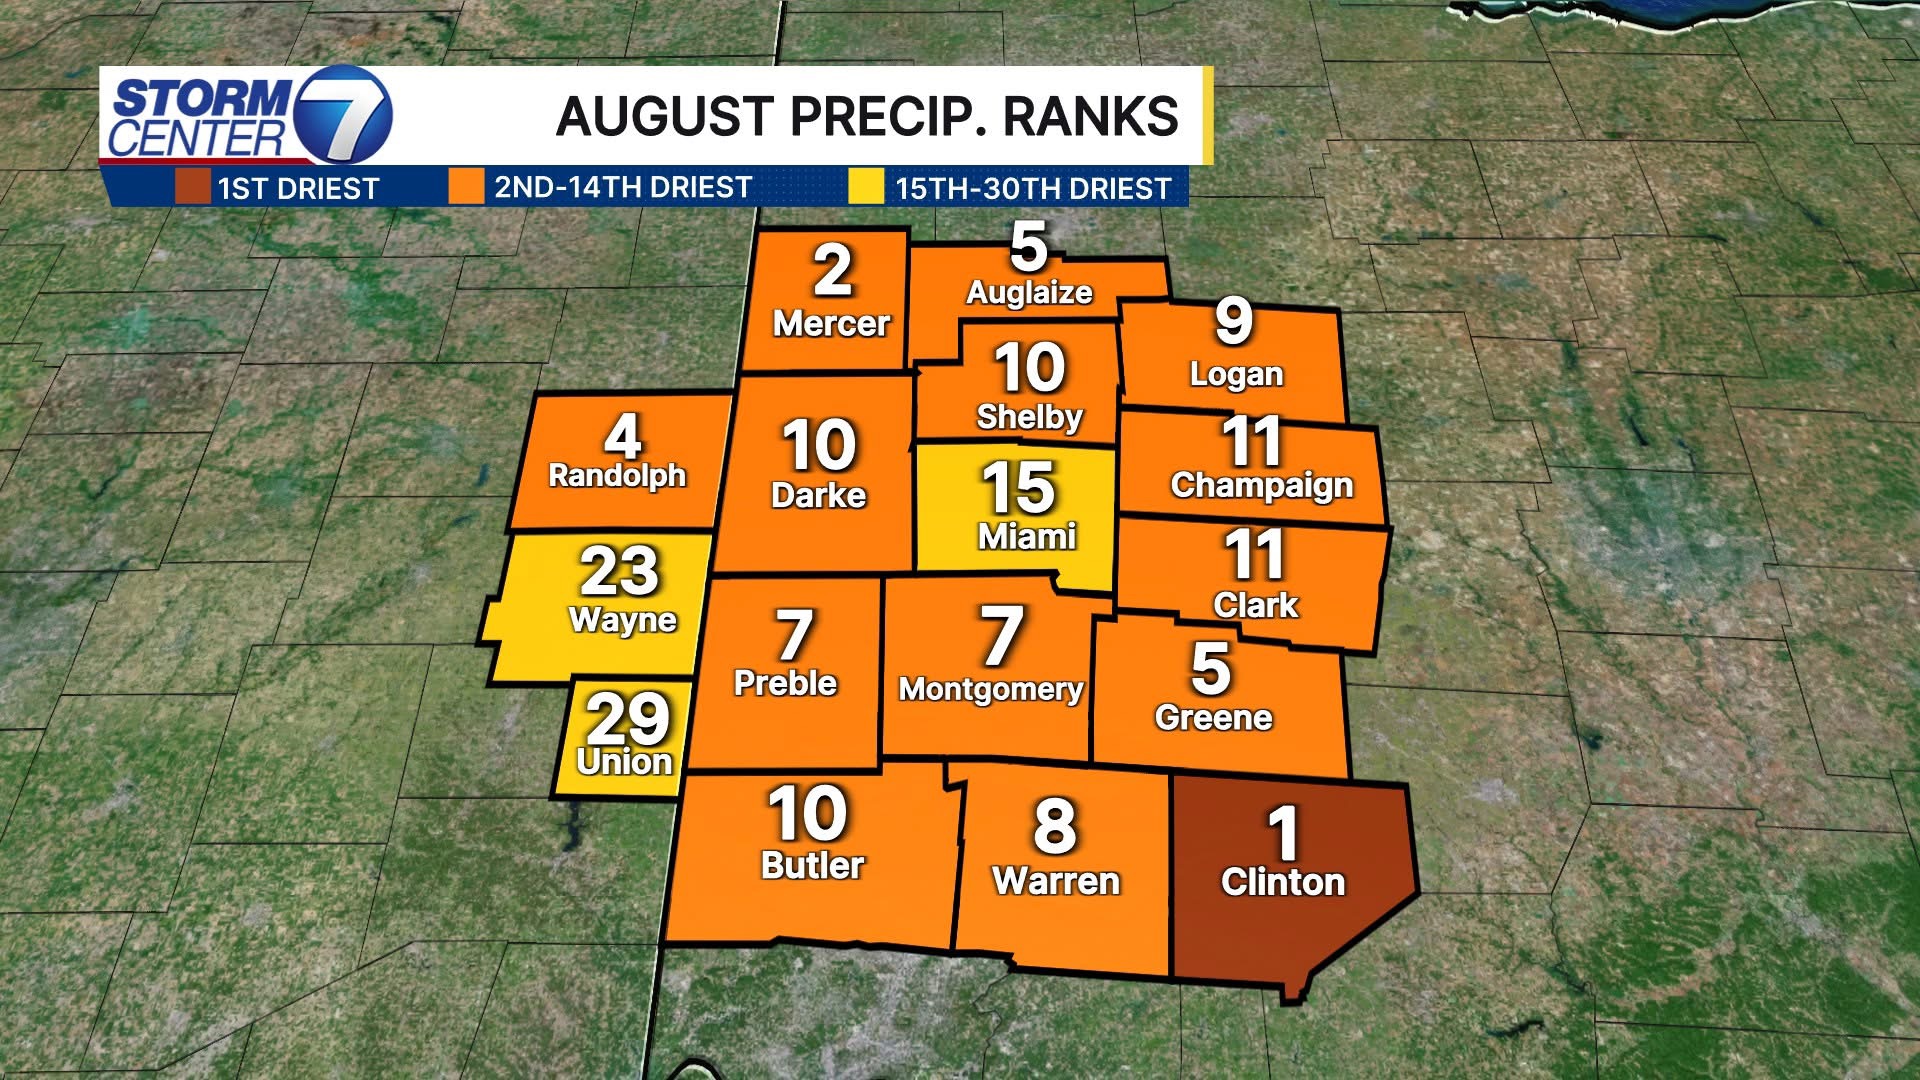 STORM
CENTER 7
AUGUST PRECIP. RANKS
1ST DRIEST
2ND-14TH DRIEST
15TH-30TH DRIEST
2
Mercer
5
Auglaize
9
Logan
10
Shelby
4
Randolph
10
Darke
15
Miami
11
Champaign
23
Wayne
11
Clark
7
Preble
7
Montgomery
5
Greene
29
Union
10
Butler
8
Warren
1
Clinton